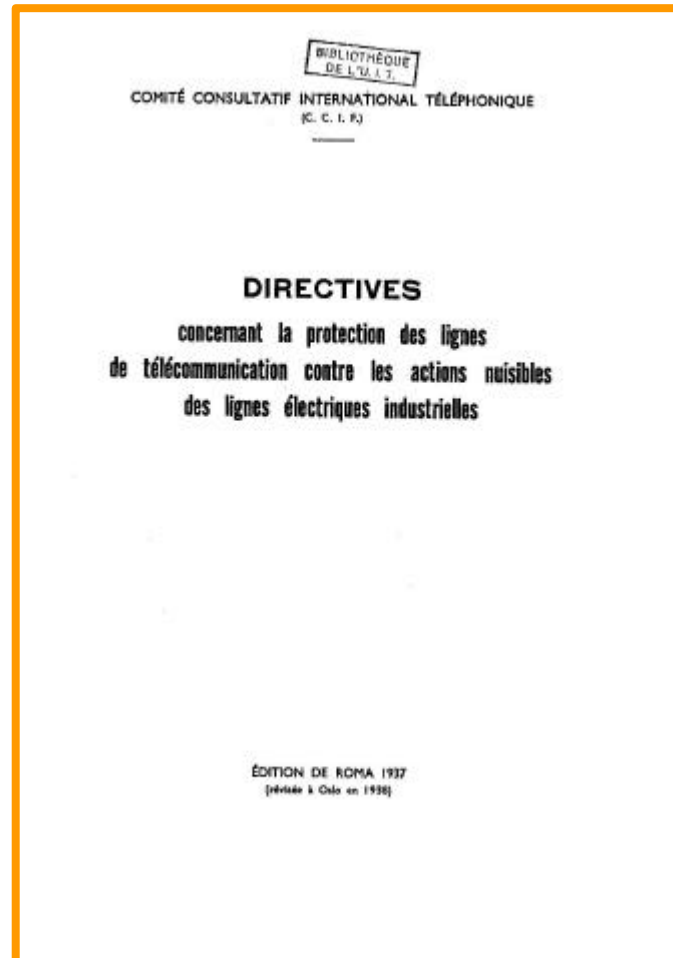 BIBLIOTHÈQUE
DE L'U. I. T.
COMITÉ CONSULTATIF INTERNATIONAL TÉLÉPHONIQUE
(C. C. I. F.)
DIRECTIVES
concernant la protection des lignes
de télécommunication contre les actions nuisibles
des lignes électriques industrielles
ÉDITION DE ROMA 1937
(révisée à Oslo en 1938)